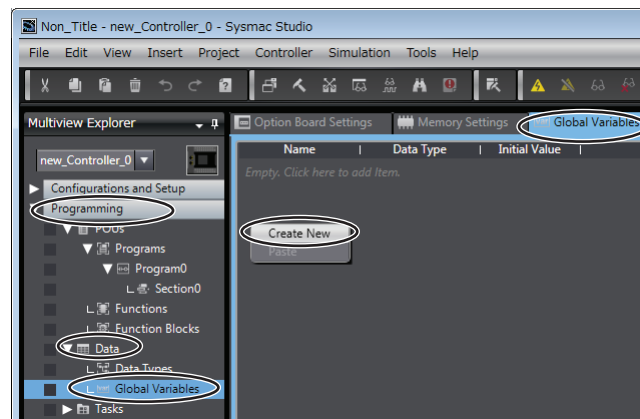 Non_Title - new_Controller_0 - Sysmac Studio
File Edit View Insert Project Controller Simulation Tools Help
Multiview Explorer
Option Board Settings Memory Settings Global Variables
new_Controller_0
Name Data Type Initial Value
Empty. Click here to add Item.
Configurations and Setup
Programming
POUs
Create New
Paste
Programs
Program0
Section0
Functions
Function Blocks
Data
Data Types
Global Variables
Tasks